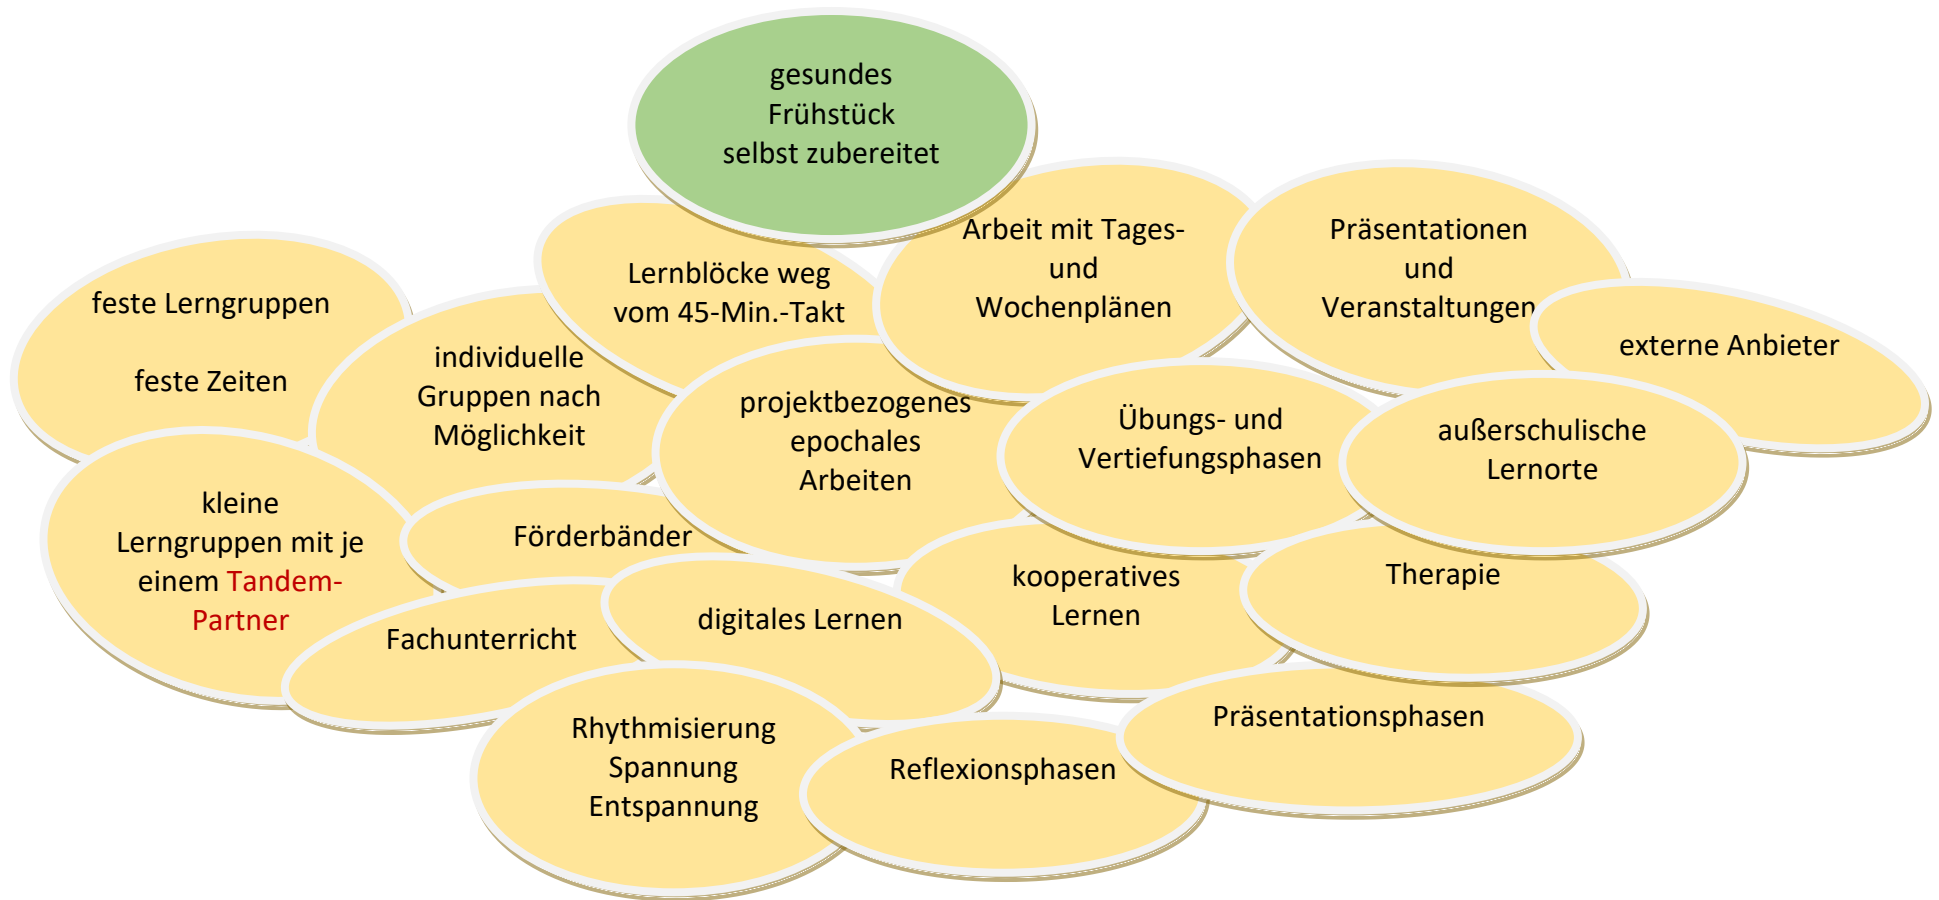 gesundes
Frühstück
selbst zubereitet
feste Lerngruppen
feste Zeiten
individuelle
Gruppen nach
Möglichkeit
Lernblöcke weg
vom 45-Min.-Takt
Arbeit mit Tages-
und
Wochenplänen
Präsentationen
und
Veranstaltungen
externe Anbieter
projektbezogenes
epochales
Arbeiten
Übungs- und
Vertiefungsphasen
außerschulische
Lernorte
kleine
Lerngruppen mit je
einem Tandem-
Partner
Förderbänder
Fachunterricht
digitales Lernen
kooperatives
Lernen
Therapie
Rhythmisierung
Spannung
Entspannung
Reflexionsphasen
Präsentationsphasen